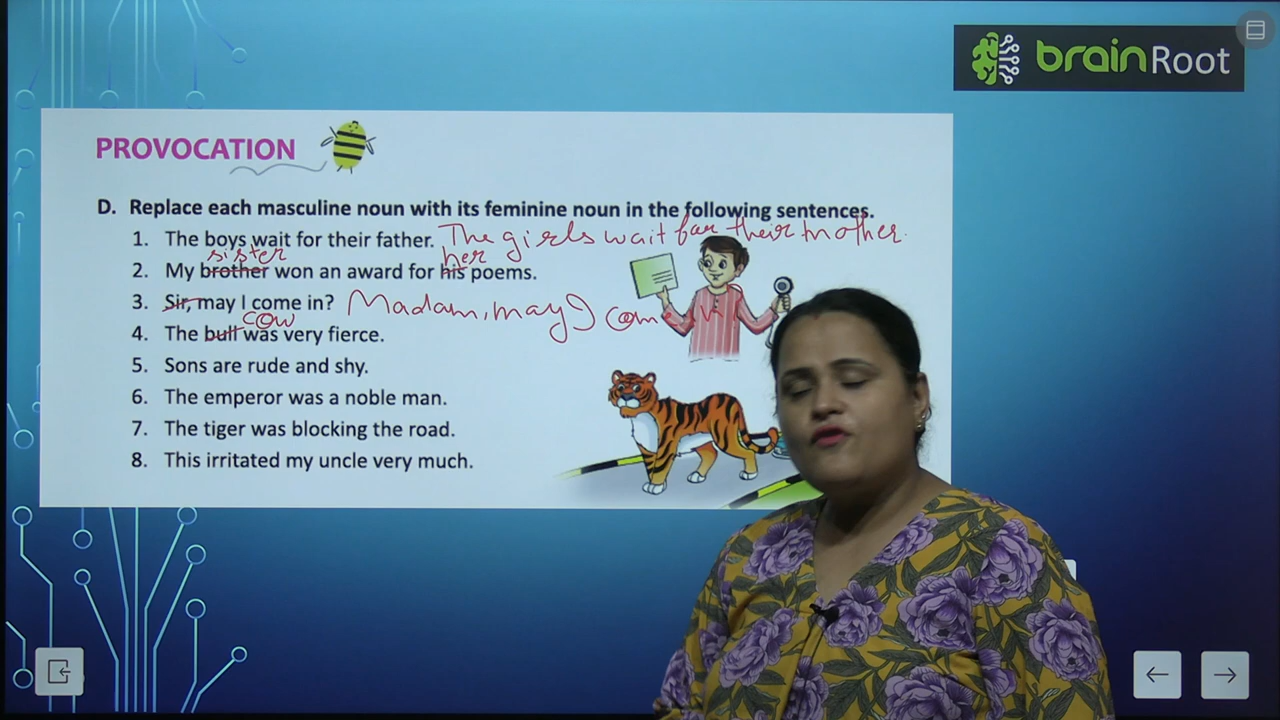 brainRoot
PROVOCATION
D. Replace each masculine noun with its feminine noun in the following sentences.
1. The boys wait for their father. The girls wait for their mother.
sister her
2. My brother won an award for his poems.
3. Sir, may I come in? Madam, may I come in
cow
4. The bull was very fierce.
5. Sons are rude and shy.
6. The emperor was a noble man.
7. The tiger was blocking the road.
8. This irritated my uncle very much.